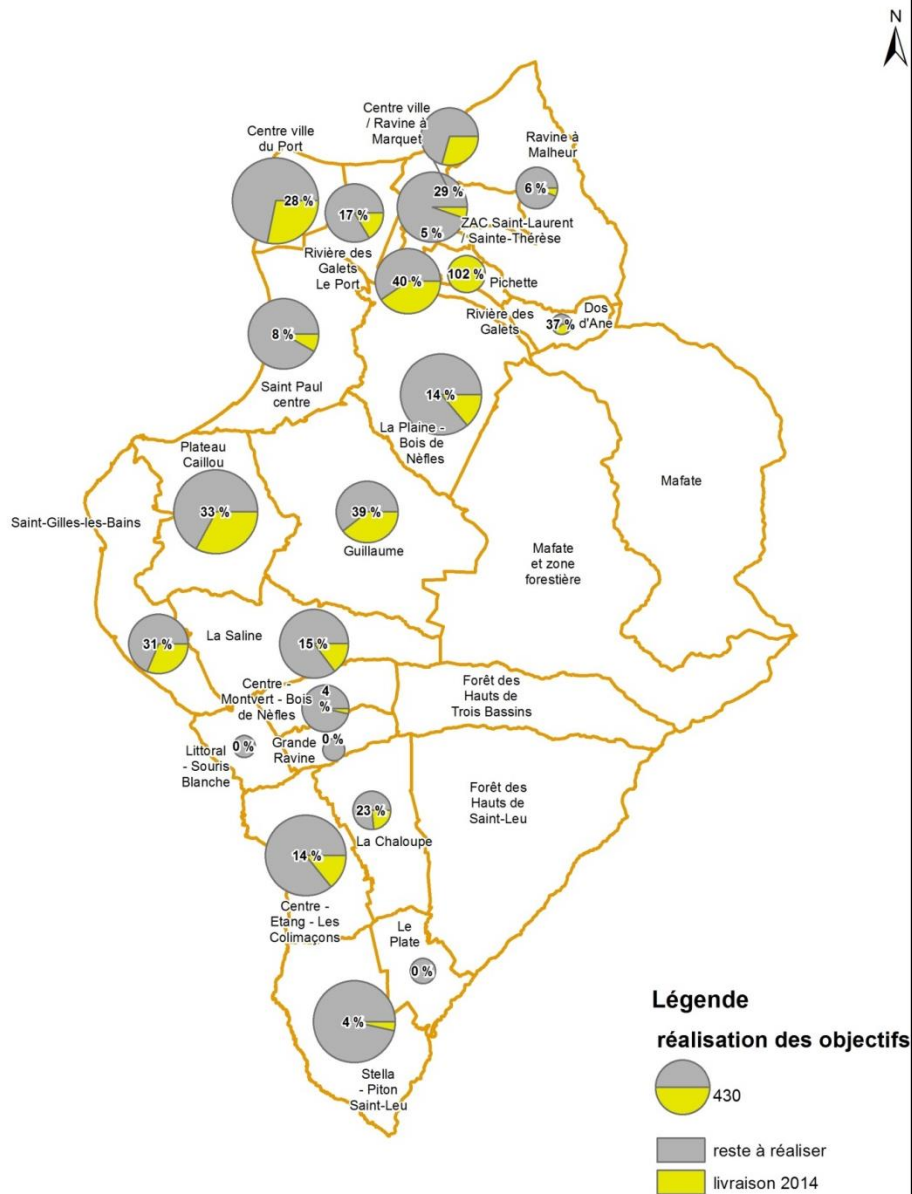 N
Centre ville
/ Ravine à
Marquet
Centre ville
du Port
28 %
17 %
Rivière des
Galets
Le Port
29 %
5 %
ZAC Saint-Laurent
/ Sainte-Thérèse
Ravine à
Malheur
6 %
40 %
102 %
Pichette
Rivière des
Galets
37 %
Dos
d'Ane
8 %
Saint Paul
centre
14 %
La Plaine -
Bois de
Nèfles
Plateau
Caillou
33 %
Saint-Gilles-les-Bains
39 %
Guillaume
Mafate
Mafate
et zone
forestière
31 %
La Saline
15 %
Centre -
Montvert - Bois
de Nèfles
4
%
Forêt des
Hauts de
Trois Bassins
0 %
Littoral
- Souris
Blanche
Grande
Ravine
0 %
Forêt des
Hauts de
Saint-Leu
23 %
La Chaloupe
14 %
Centre -
Etang - Les
Colimaçons
Le
Plate
0 %
4 %
Stella
- Piton
Saint-Leu
Légende
réalisation des objectifs
430
reste à réaliser
livraison 2014